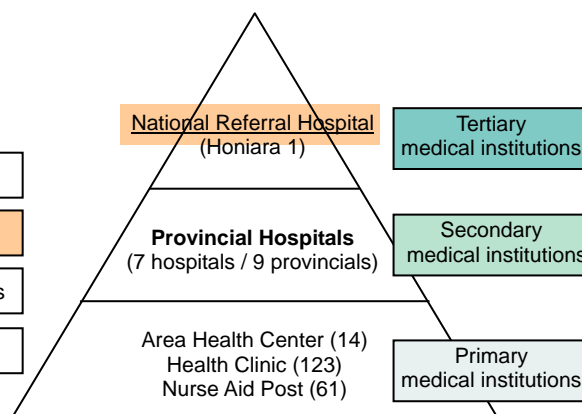 National Referral Hospital
(Honiara 1)
Tertiary
medical institutions
Provincial Hospitals
(7 hospitals / 9 provincials)
Secondary
medical institutions
s
Area Health Center (14)
Health Clinic (123)
Nurse Aid Post (61)
Primary
medical institutions